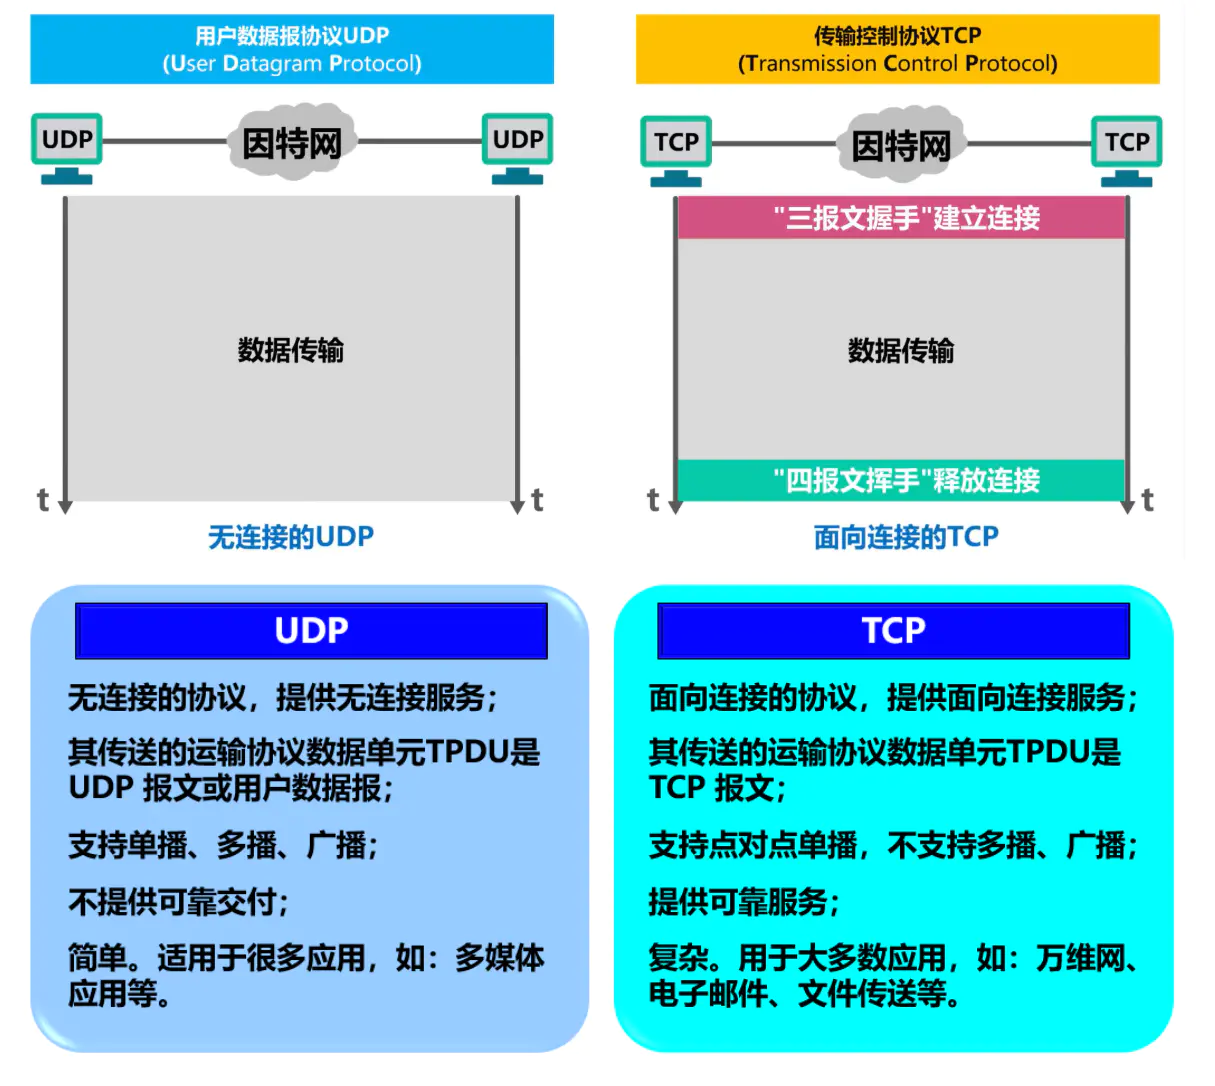 用户数据报协议UDP
(User Datagram Protocol)
UDP
因特网
UDP
数据传输
t
t
无连接的UDP
传输控制协议TCP
(Transmission Control Protocol)
TCP
因特网
TCP
"三报文握手"建立连接
数据传输
"四报文挥手"释放连接
t
t
面向连接的TCP
UDP
无连接的协议，提供无连接服务；
其传送的运输协议数据单元TPDU是
UDP 报文或用户数据报；
支持单播、多播、广播；
不提供可靠交付；
简单。适用于很多应用，如：多媒体
应用等。
TCP
面向连接的协议，提供面向连接服务；
其传送的运输协议数据单元TPDU是
TCP 报文；
支持点对点单播，不支持多播、广播；
提供可靠服务；
复杂。用于大多数应用，如：万维网、
电子邮件、文件传送等。